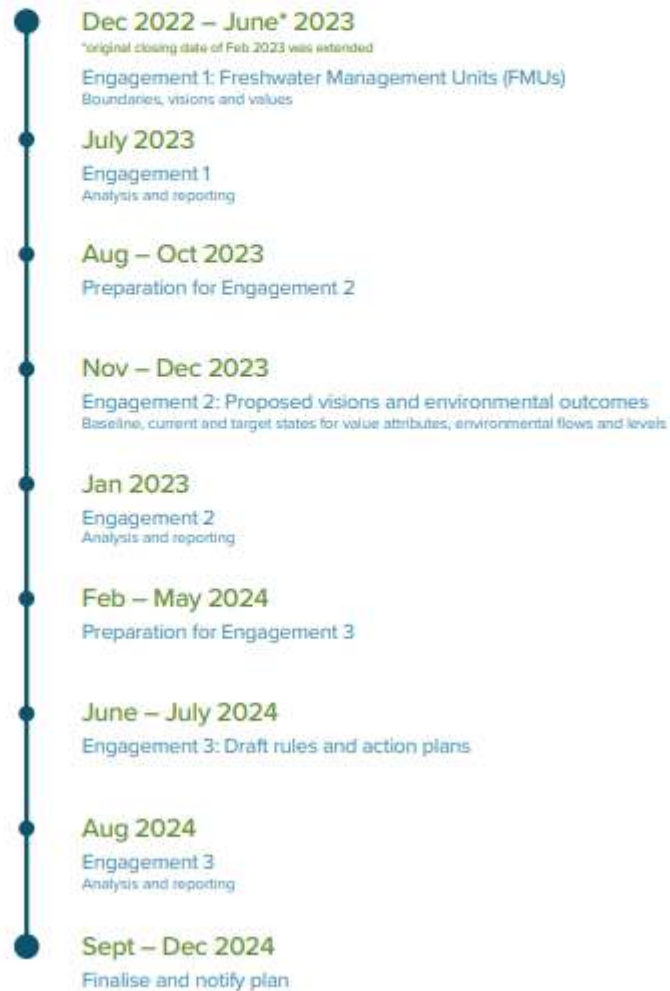 Dec 2022 – June* 2023
*original closing date of Feb 2023 was extended
Engagement 1: Freshwater Management Units (FMUs)
Boundaries, visions and values
July 2023
Engagement 1
Analysis and reporting
Aug – Oct 2023
Preparation for Engagement 2
Nov – Dec 2023
Engagement 2: Proposed visions and environmental outcomes
Baseline, current and target states for value attributes, environmental flows and levels
Jan 2023
Engagement 2
Analysis and reporting
Feb – May 2024
Preparation for Engagement 3
June – July 2024
Engagement 3: Draft rules and action plans
Aug 2024
Engagement 3
Analysis and reporting
Sept – Dec 2024
Finalise and notify plan